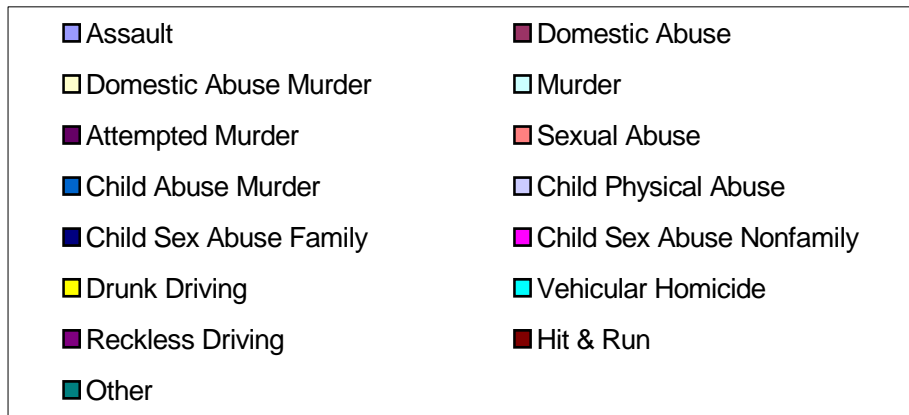 Assault Domestic Abuse
Domestic Abuse Murder Murder
Attempted Murder Sexual Abuse
Child Abuse Murder Child Physical Abuse
Child Sex Abuse Family Child Sex Abuse Nonfamily
Drunk Driving Vehicular Homicide
Reckless Driving Hit & Run
Other